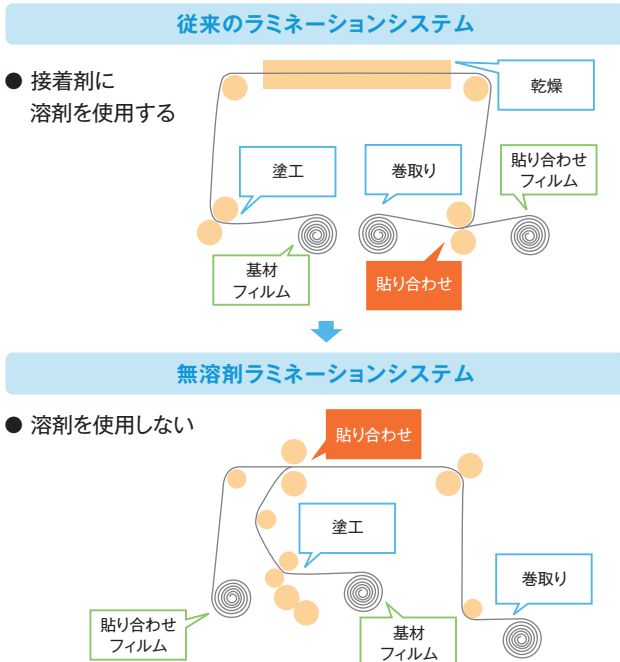 従来のラミネーションシステム
● 接着剤に
溶剤を使用する
乾燥
塗工
巻取り
貼り合わせ
フィルム
基材
フィルム
貼り合わせ
無溶剤ラミネーションシステム
● 溶剤を使用しない
貼り合わせ
塗工
巻取り
貼り合わせ
フィルム
基材
フィルム